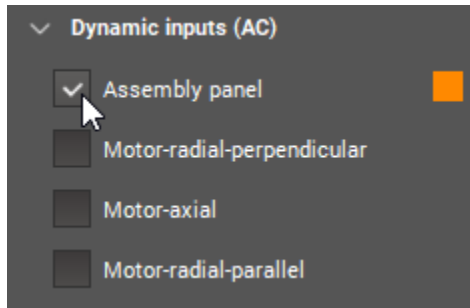 Dynamic inputs (AC)
Assembly panel
Motor-radial-perpendicular
Motor-axial
Motor-radial-parallel